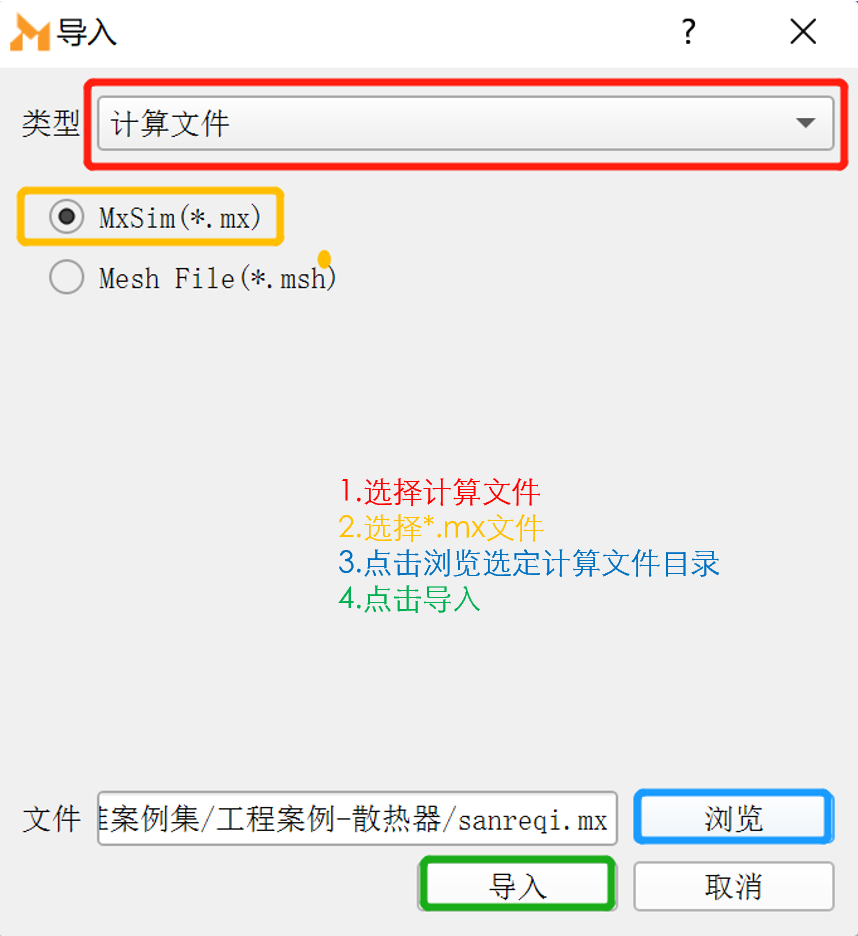 导入
?
类型 计算文件
MxSim(*.mx)
Mesh File(*.msh)
1.选择计算文件
2.选择*.mx文件
3.点击浏览选定计算文件目录
4.点击导入
文件 案例集/工程案例-散热器/sanreqi.mx 浏览
导入 取消